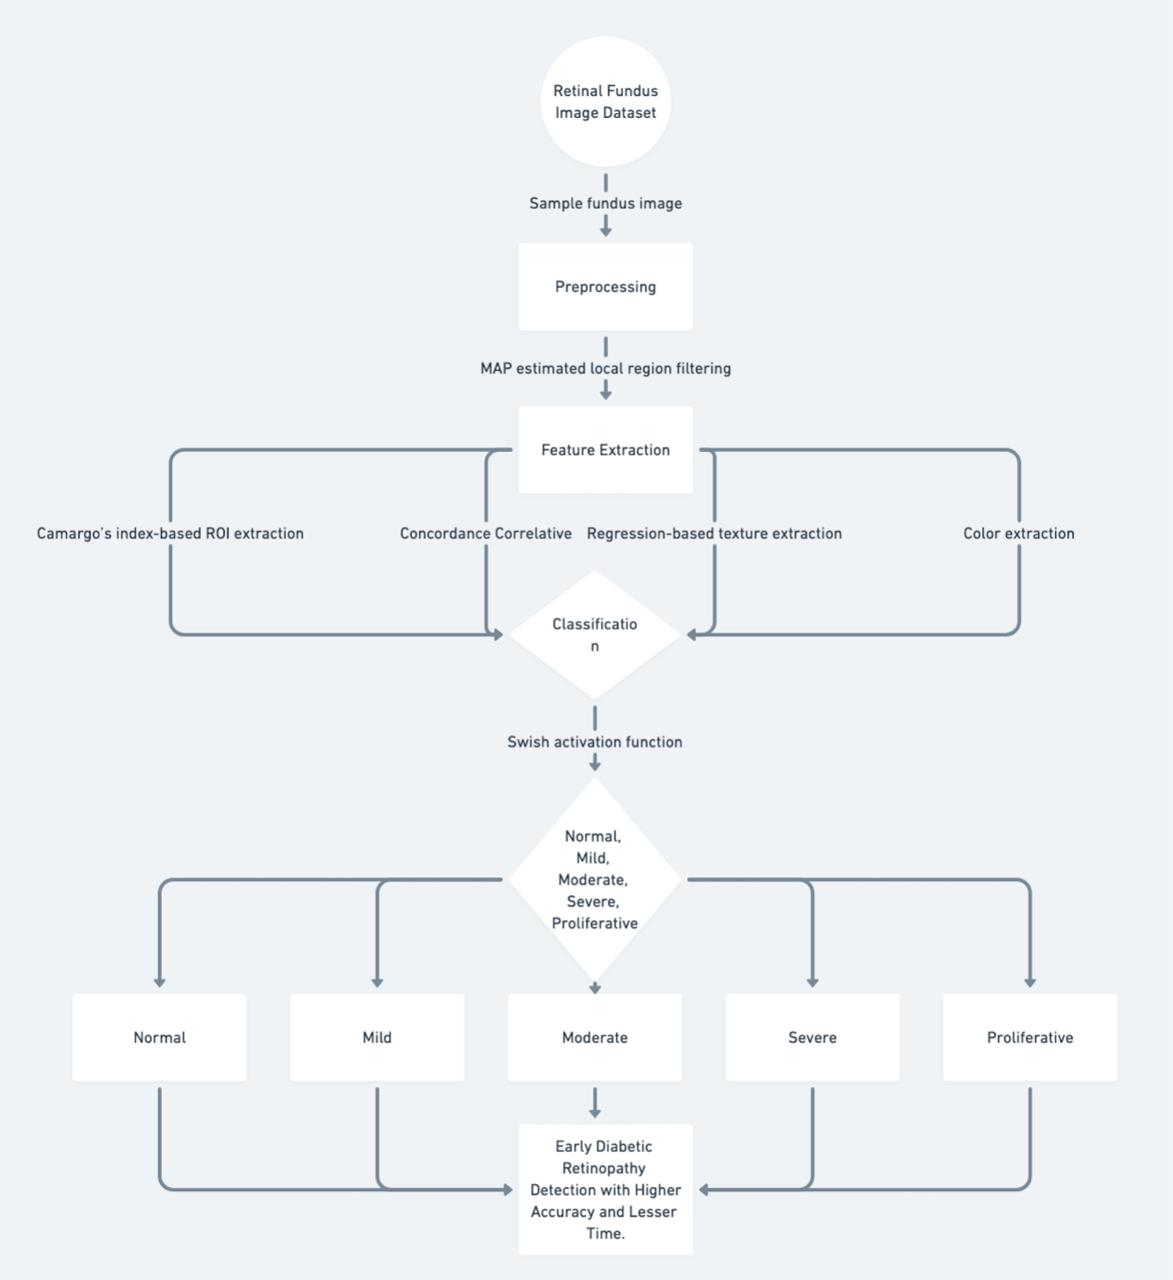 Retinal Fundus
Image Dataset
Sample fundus image
Preprocessing
MAP estimated local region filtering
Feature Extraction
Camargo's index-based ROI extraction
Concordance Correlative
Regression-based texture extraction
Color extraction
Classificatio
n
Swish activation function
Normal,
Mild,
Moderate,
Severe,
Proliferative
Normal
Mild
Moderate
Severe
Proliferative
Early Diabetic
Retinopathy
Detection with Higher
Accuracy and Lesser
Time.